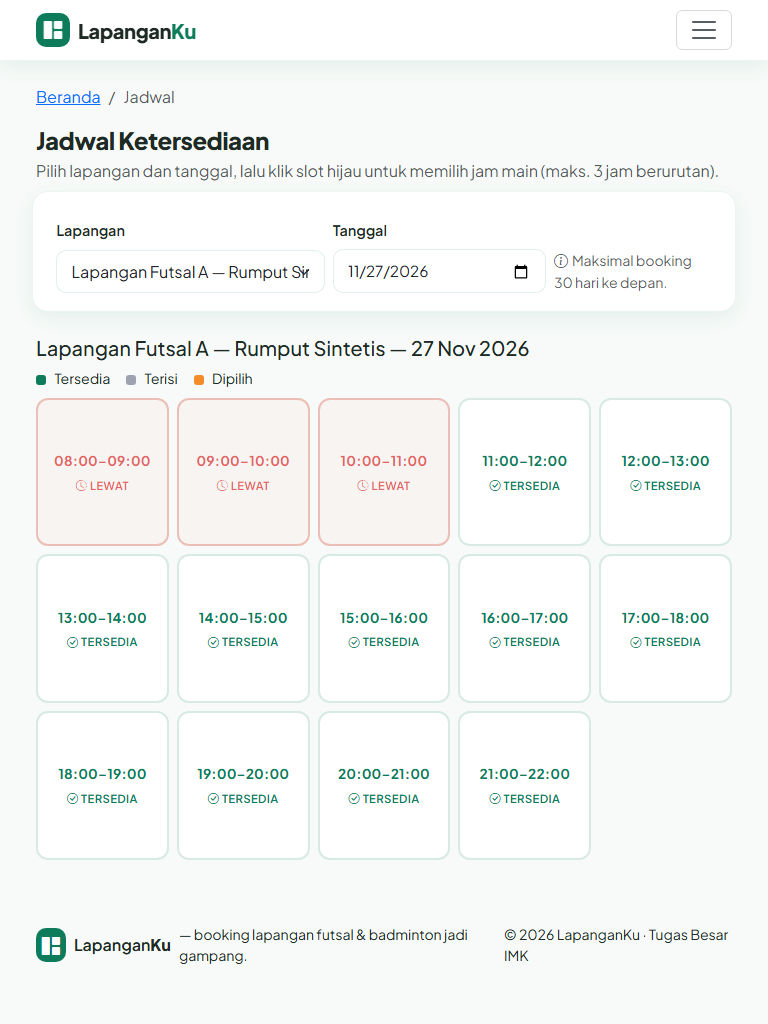 LapanganKu
Beranda / Jadwal
Jadwal Ketersediaan
Pilih lapangan dan tanggal, lalu klik slot hijau untuk memilih jam main (maks. 3 jam berurutan).
Lapangan
Tanggal
Lapangan Futsal A — Rumput Sir
11/27/2026
Maksimal booking
30 hari ke depan.
Lapangan Futsal A — Rumput Sintetis — 27 Nov 2026
Tersedia Terisi Dipilih
08:00–09:00 09:00–10:00 10:00–11:00 11:00–12:00 12:00–13:00
LEWAT LEWAT LEWAT TERSEDIA TERSEDIA
13:00–14:00 14:00–15:00 15:00–16:00 16:00–17:00 17:00–18:00
TERSEDIA TERSEDIA TERSEDIA TERSEDIA TERSEDIA
18:00–19:00 19:00–20:00 20:00–21:00 21:00–22:00
TERSEDIA TERSEDIA TERSEDIA TERSEDIA
LapanganKu
— booking lapangan futsal & badminton jadi
gampang.
© 2026 LapanganKu · Tugas Besar
IMK